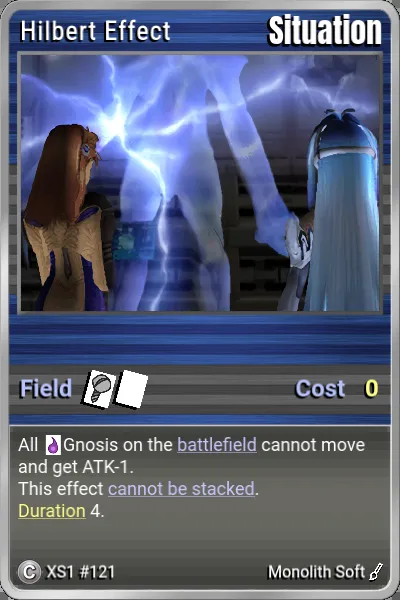 Hilbert Effect
Situation
Field
Cost 0
All Gnosis on the battlefield cannot move
and get ATK-1.
This effect cannot be stacked.
Duration 4.
C XS1 #121
Monolith Soft